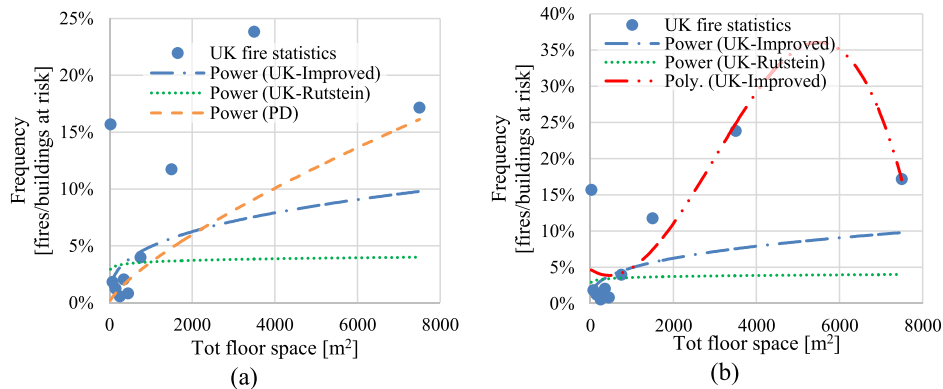 25%
20%
15%
10%
5%
0%
Frequency
[fires/buildings at risk]
UK fire statistics
Power (UK-Improved)
Power (UK-Rutstein)
Power (PD)
0
2000
4000
6000
8000
Tot floor space [m²]
(a)
40%
35%
30%
25%
20%
15%
10%
5%
0%
Frequency
[fires/buildings at risk]
UK fire statistics
Power (UK-Improved)
Power (UK-Rutstein)
Poly. (UK-Improved)
0
2000
4000
6000
8000
Tot floor space [m²]
(b)